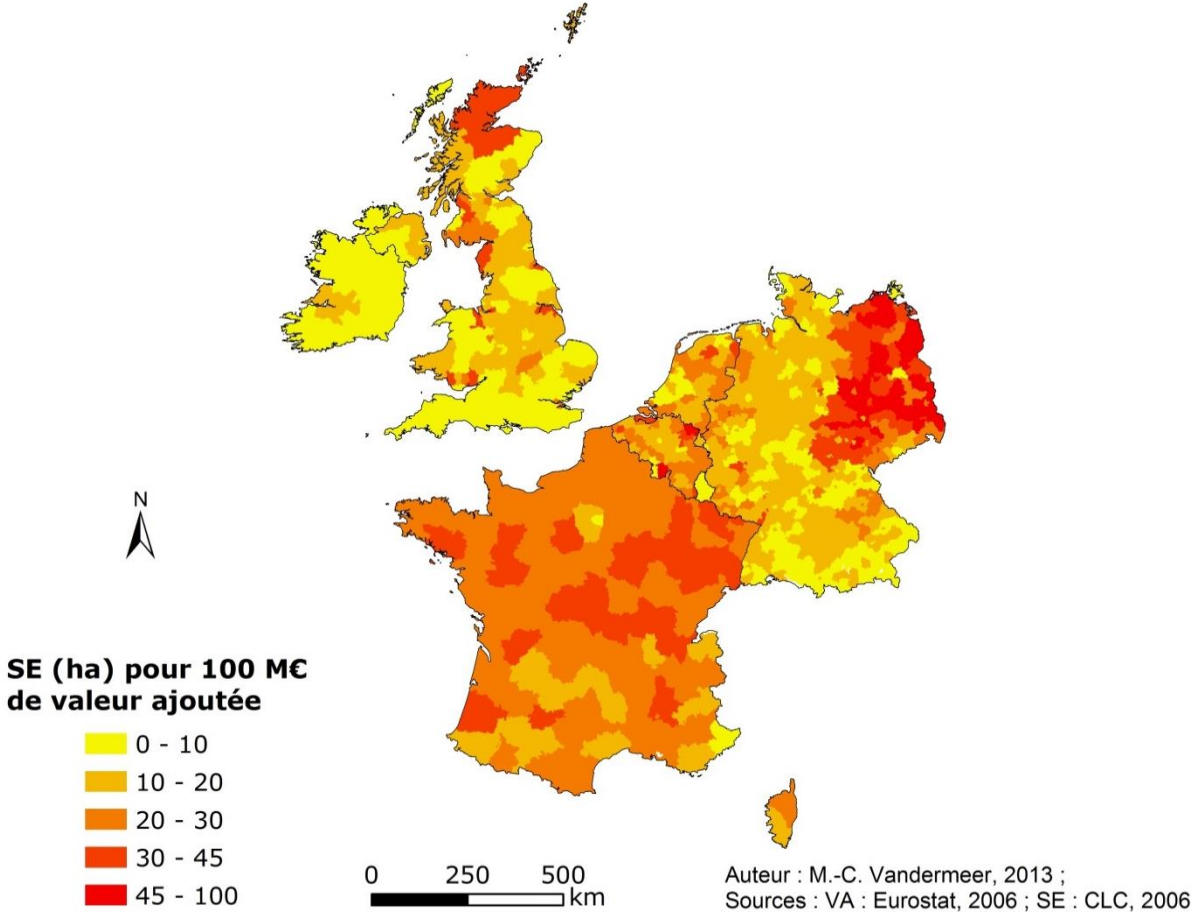 N
SE (ha) pour 100 M€
de valeur ajoutée
0 - 10
10 - 20
20 - 30
30 - 45
45 - 100
0 250 500
km
Auteur : M.-C. Vandermeer, 2013 ;
Sources : VA : Eurostat, 2006 ; SE : CLC, 2006